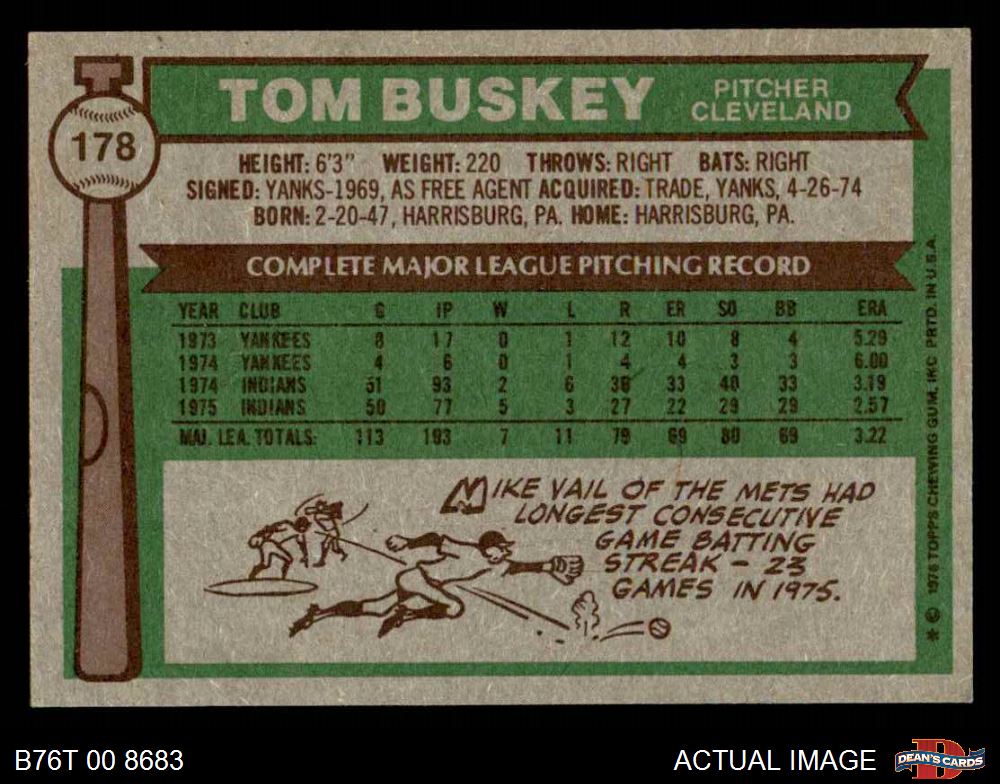 178
TOM BUSKEY
PITCHER
CLEVELAND
HEIGHT: 6'3" WEIGHT: 220 THROWS: RIGHT BATS: RIGHT
SIGNED: YANKS-1969, AS FREE AGENT ACQUIRED: TRADE, YANKS, 4-26-74
BORN: 2-20-47, HARRISBURG, PA. HOME: HARRISBURG, PA.
COMPLETE MAJOR LEAGUE PITCHING RECORD
YEAR CLUB G IP W L R ER SO BB ERA
1973 YANKEES 8 17 0 1 12 10 8 4 5.29
1974 YANKEES 4 6 0 1 4 4 3 3 6.00
1974 INDIANS 51 93 2 6 36 33 40 33 3.19
1975 INDIANS 50 77 5 3 27 22 29 29 2.57
MAJ. LEA. TOTALS: 113 193 7 11 79 69 80 69 3.22
MIKE VAIL OF THE METS HAD
LONGEST CONSECUTIVE
GAME BATTING
STREAK - 23
GAMES IN 1975.
* © 1976 TOPPS CHEWING GUM, INC PRTD. IN U.S.A.
B76T 00 8683
ACTUAL IMAGE
DEAN'S CARDS